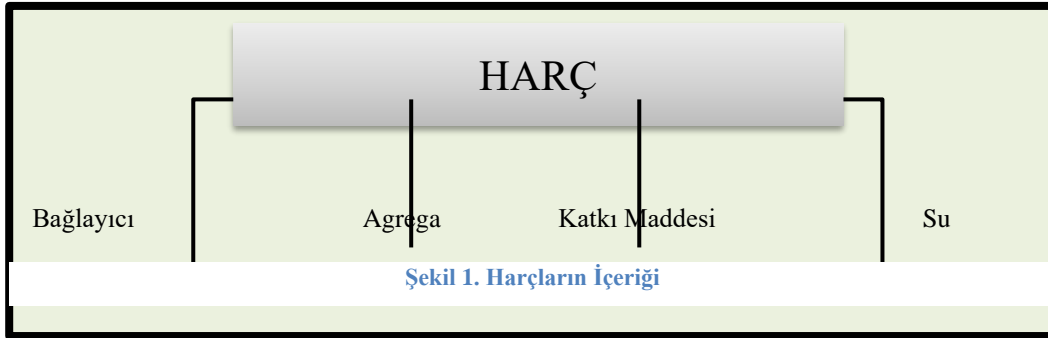 HARÇ
Bağlayıcı Agrega Katkı Maddesi Su
Şekil 1. Harçların İçeriği